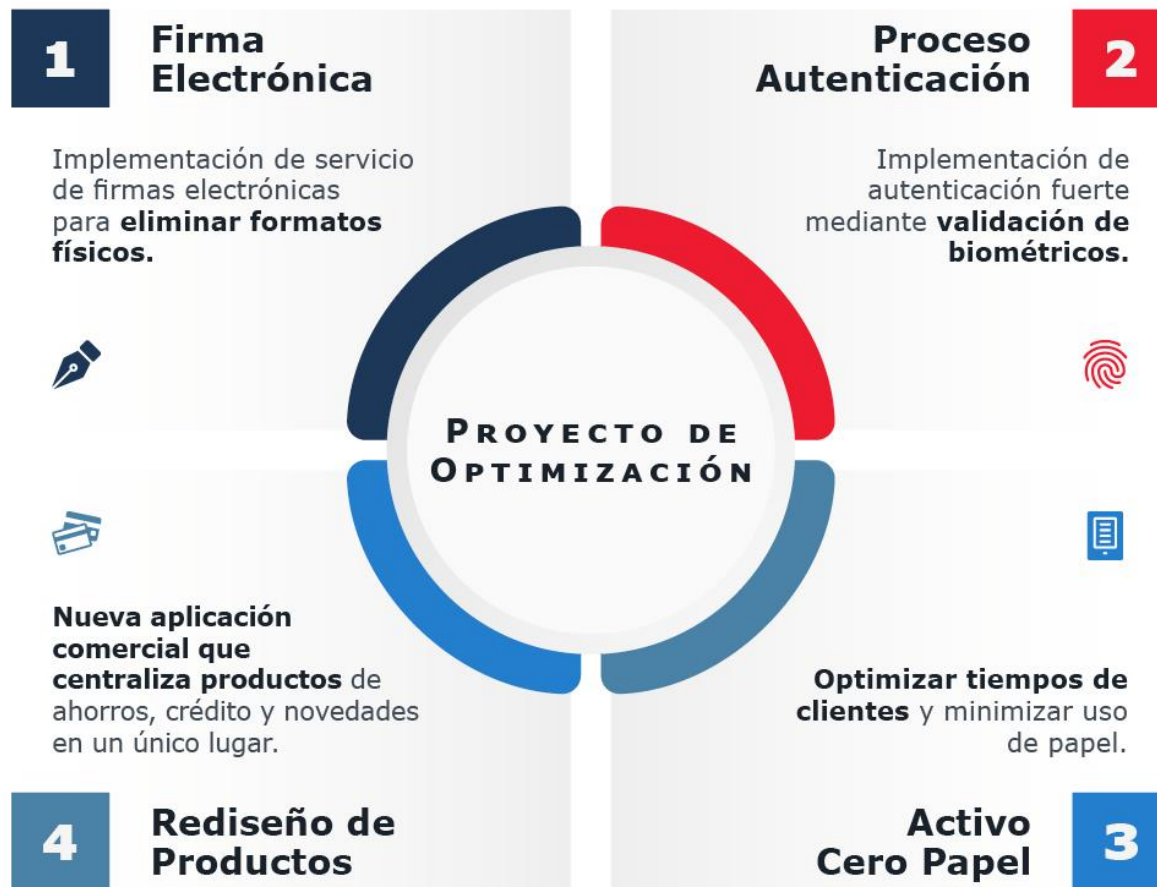 1
Firma
Electrónica
Implementación de servicio
de firmas electrónicas
para eliminar formatos
físicos.
Proceso
Autenticación
2
Implementación de
autenticación fuerte
mediante validación de
biométricos.
PROYECTO DE
OPTIMIZACIÓN
Nueva aplicación
comercial que
centraliza productos de
ahorros, crédito y novedades
en un único lugar.
4
Rediseño de
Productos
Optimizar tiempos de
clientes y minimizar uso
de papel.
Activo
Cero Papel
3